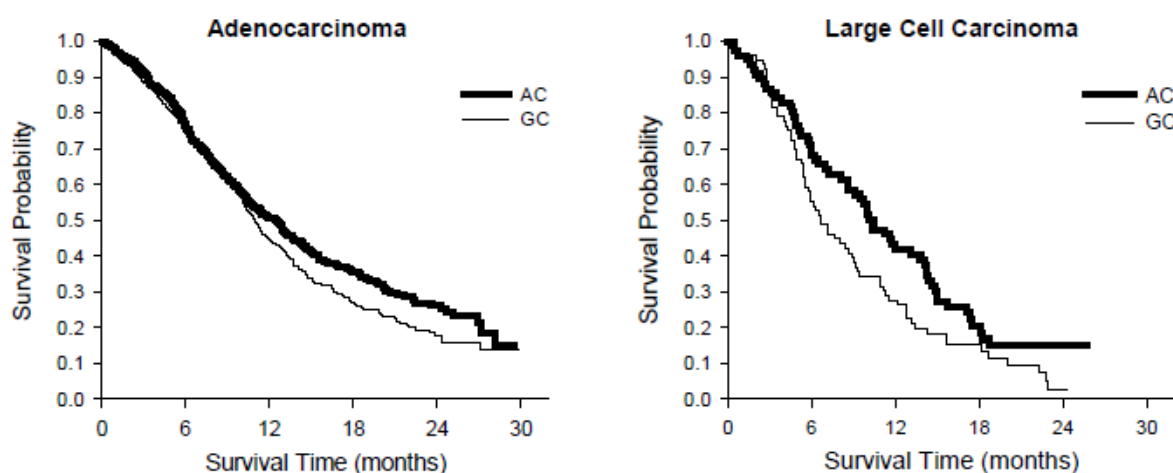 Adenocarcinoma
1.0
0.9
0.8
0.7
0.6
0.5
0.4
0.3
0.2
0.1
0.0
Survival Probability
AC
GC
0 6 12 18 24 30
Survival Time (months)
Large Cell Carcinoma
1.0
0.9
0.8
0.7
0.6
0.5
0.4
0.3
0.2
0.1
0.0
Survival Probability
AC
GC
0 6 12 18 24 30
Survival Time (months)